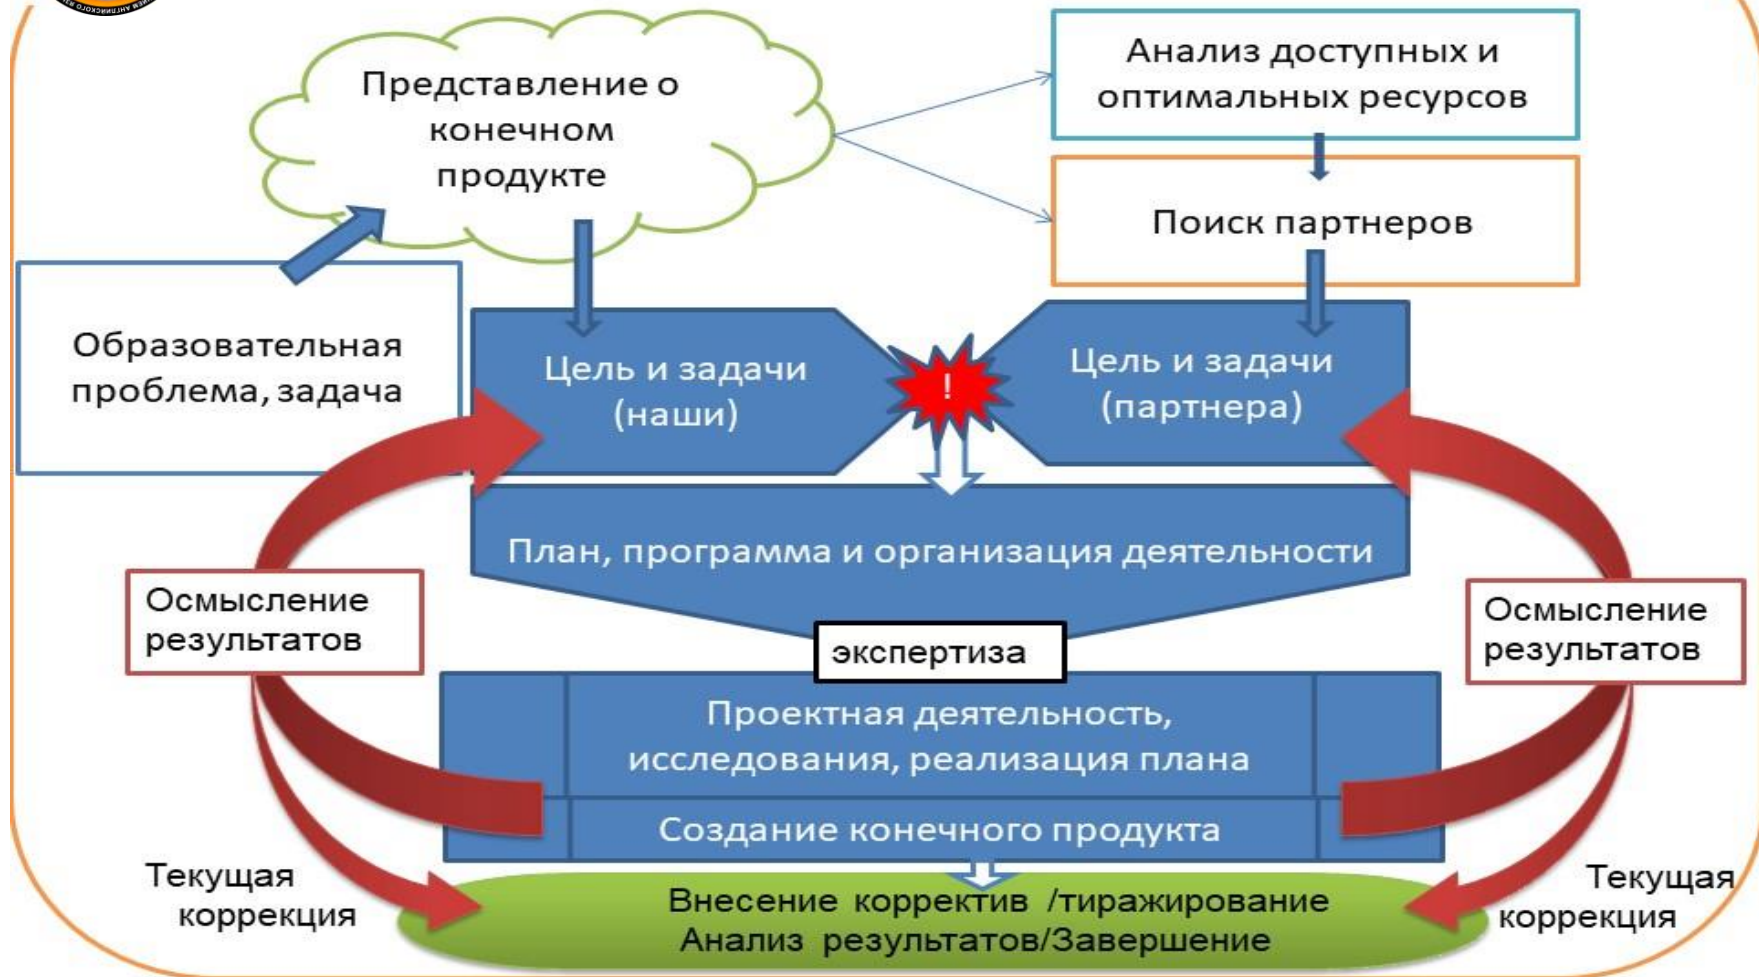 Представление о
конечном
продукте
Анализ доступных и
оптимальных ресурсов
Поиск партнеров
Образовательная
проблема, задача
Цель и задачи
(наши)
!
Цель и задачи
(партнера)
План, программа и организация деятельности
Осмысление
результатов
экспертиза
Осмысление
результатов
Проектная деятельность,
исследования, реализация плана
Создание конечного продукта
Текущая
коррекция
Внесение корректив /тиражирование
Анализ результатов/Завершение
Текущая
коррекция